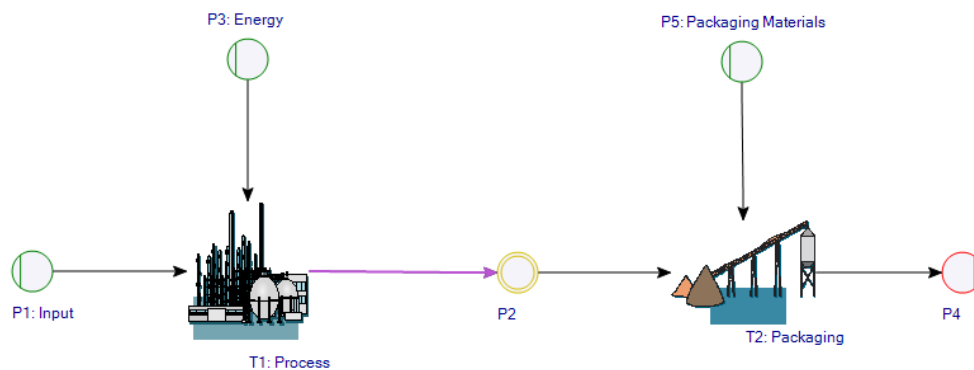 P3: Energy
P5: Packaging Materials
P1: Input
P2
P4
T2: Packaging
T1: Process